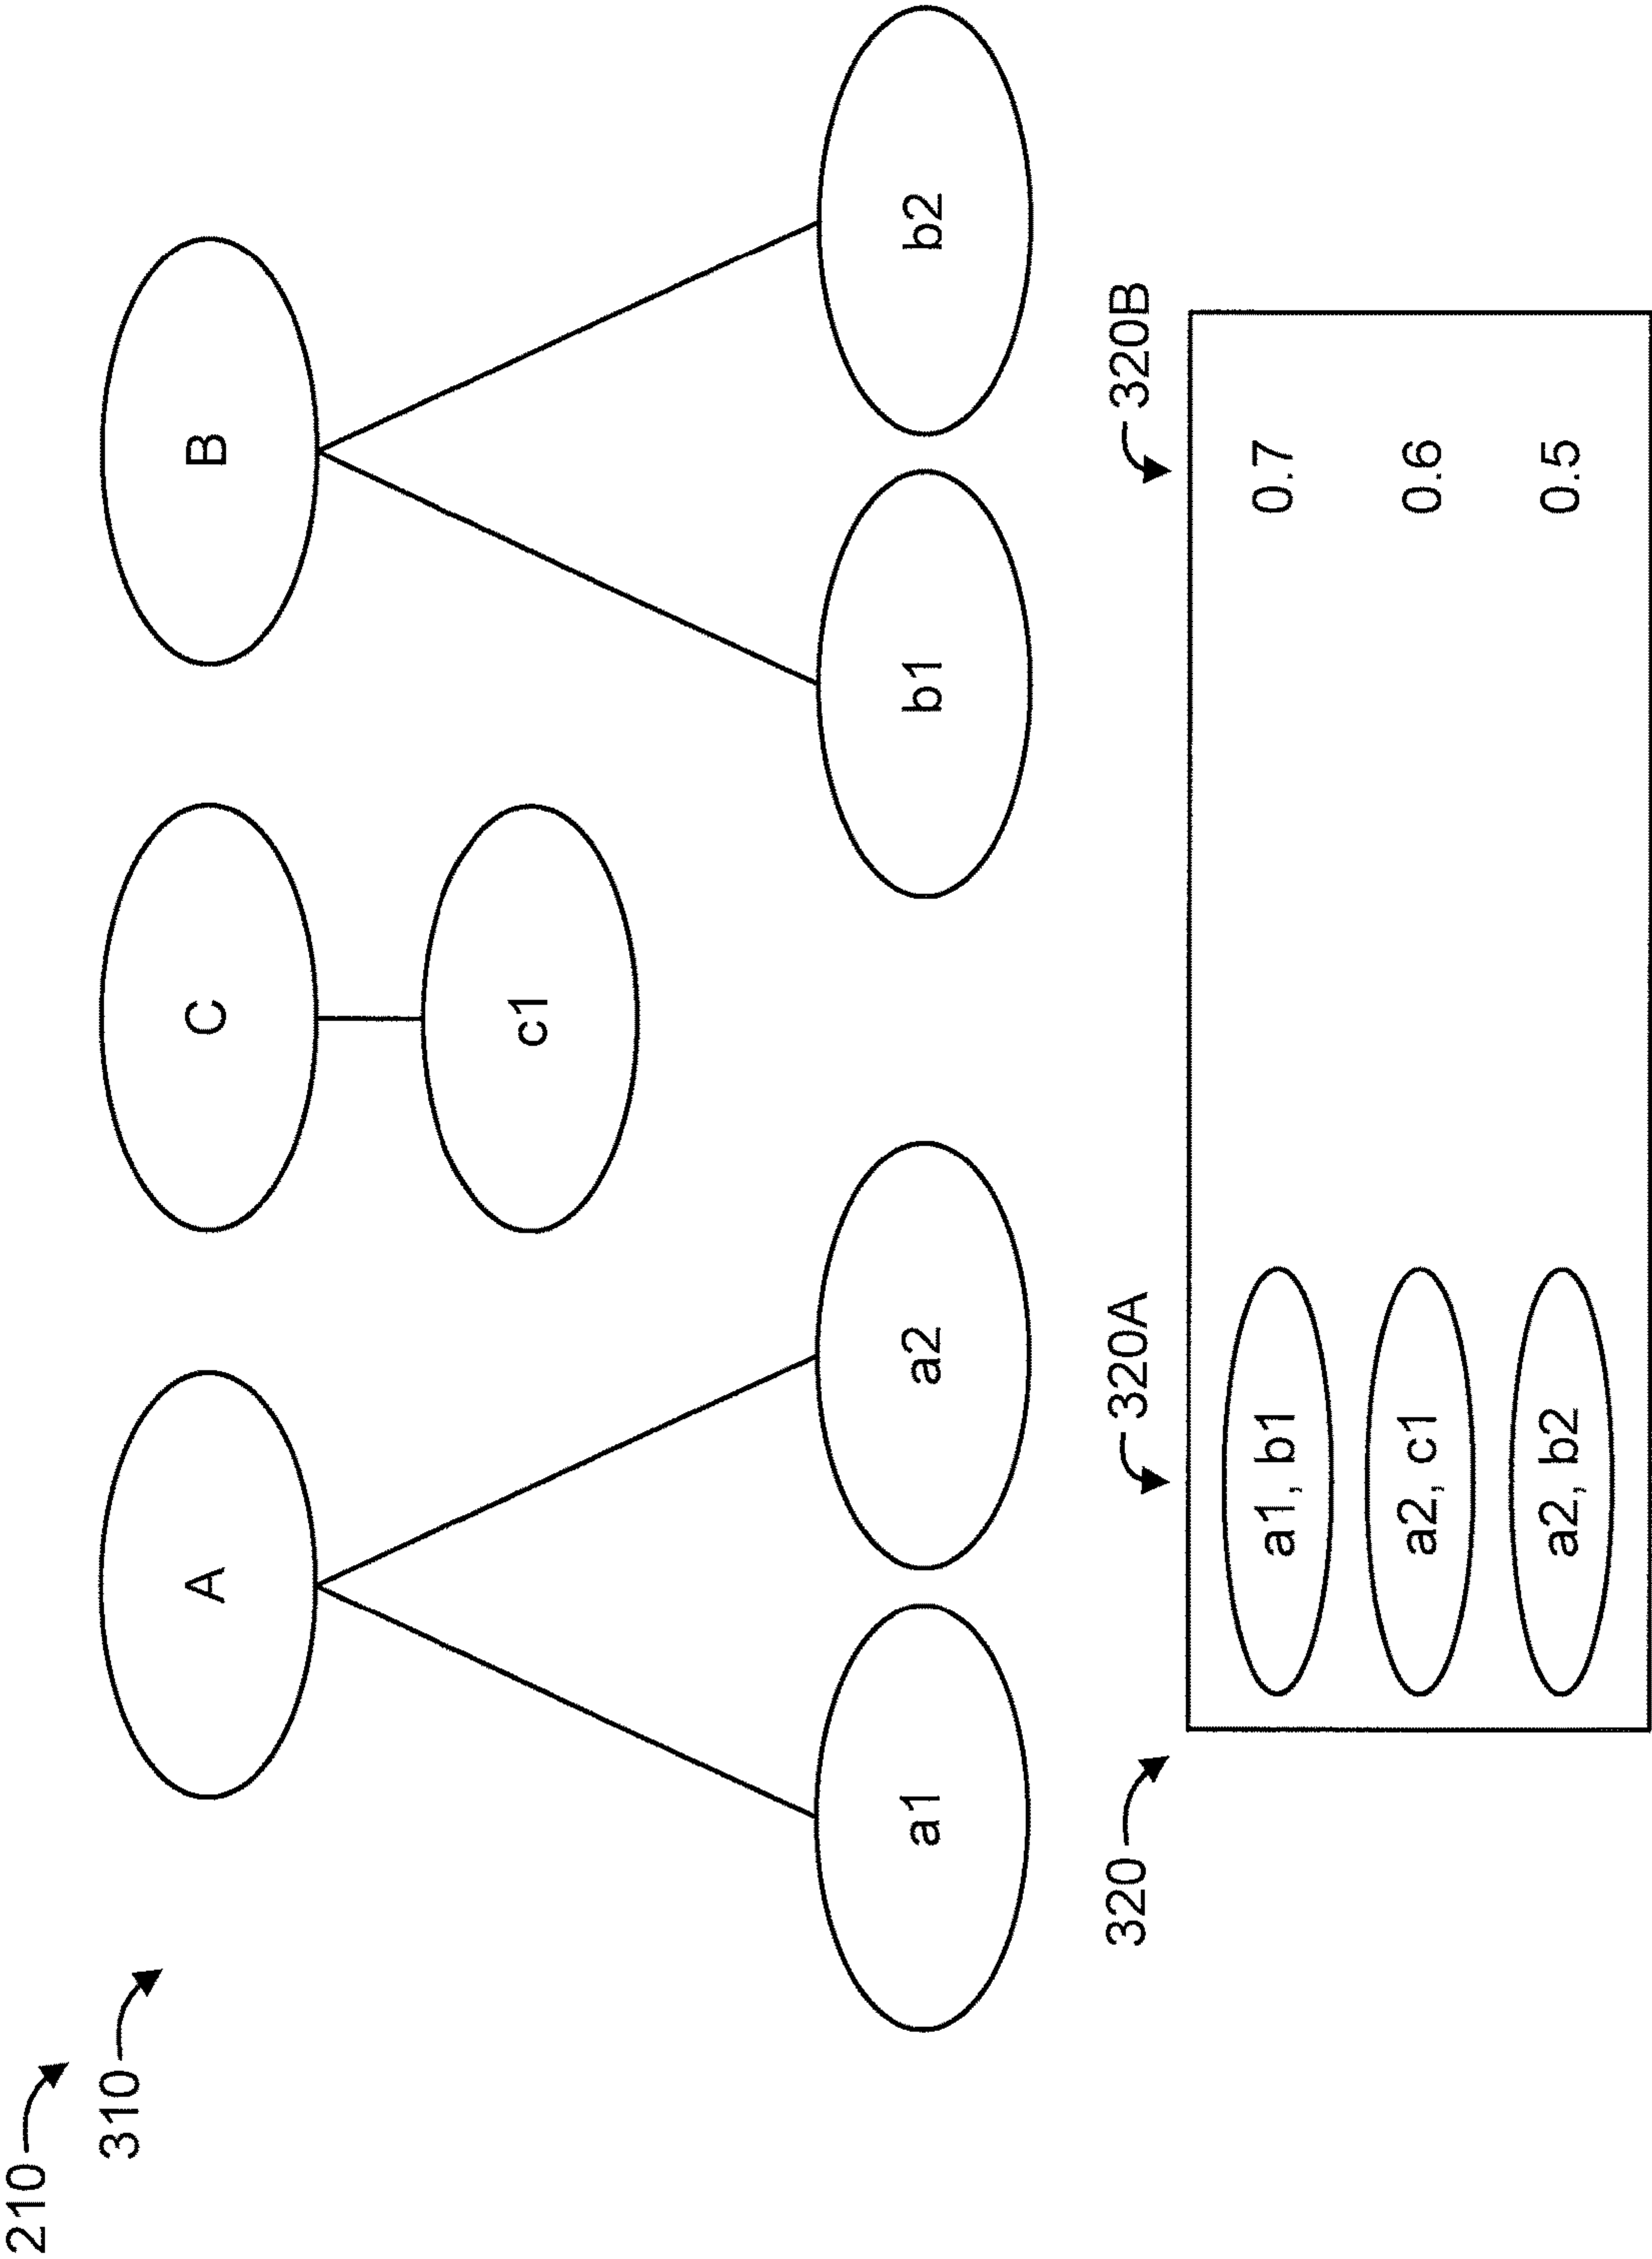 210
310
A C B
c1
a1 a2 b1 b2
320 320A 320B
a1, b1 0.7
a2, c1 0.6
a2, b2 0.5